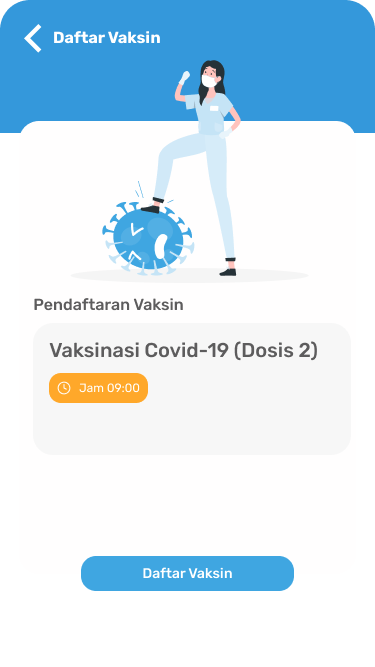 Daftar Vaksin
Pendaftaran Vaksin
Vaksinasi Covid-19 (Dosis 2)
Jam 09:00
Daftar Vaksin